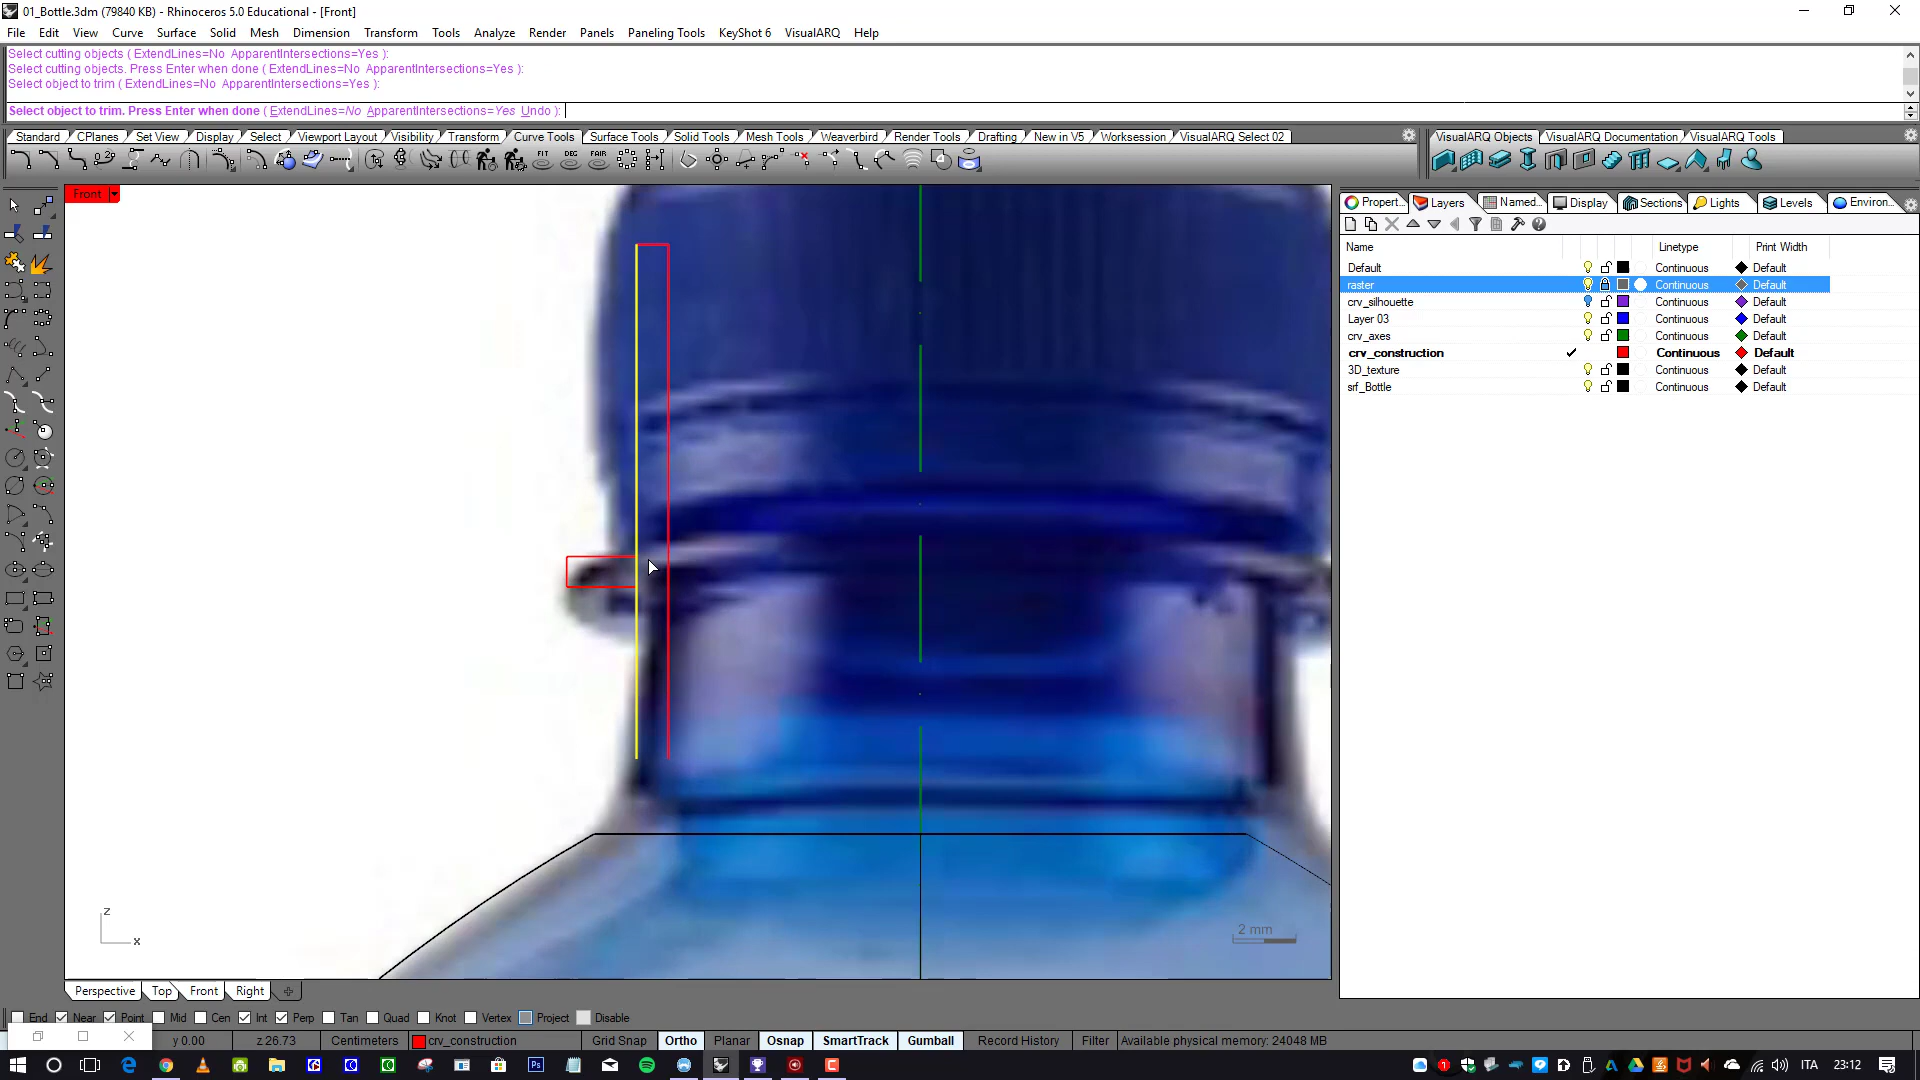 01_Bottle.3dm (79840 KB) - Rhinoceros 5.0 Educational - [Front]
File Edit View Curve Surface Solid Mesh Dimension Transform Tools Analyze Render Panels Paneling Tools KeyShot 6 VisualARQ Help
Select cutting objects ( ExtendLines=No ApparentIntersections=Yes ):
Select cutting objects. Press Enter when done ( ExtendLines=No ApparentIntersections=Yes ):
Select object to trim ( ExtendLines=No ApparentIntersections=Yes ):
Select object to trim. Press Enter when done ( ExtendLines=No ApparentIntersections=Yes Undo ):
Standard CPlanes Set View Display Select Viewport Layout Visibility Transform Curve Tools Surface Tools Solid Tools Mesh Tools Weaverbird Render Tools Drafting New in V5 Worksession VisualARQ Select 02 VisualARQ Objects VisualARQ Documentation VisualARQ Tools
FIT DEG FAIR
Front
Propert... Layers Named... Display Sections Lights Levels Environ...
Name Linetype Print Width
Default Continuous Default
raster Continuous Default
crv_silhouette Continuous Default
Layer 03 Continuous Default
crv_axes Continuous Default
crv_construction Continuous Default
3D_texture Continuous Default
srf_Bottle Continuous Default
z
x
2 mm
Perspective Top Front Right
End Near Point Mid Cen Int Perp Tan Quad Knot Vertex Project Disable
y 0.00 z 26.73 Centimeters crv_construction Grid Snap Ortho Planar Osnap SmartTrack Gumball Record History Filter Available physical memory: 24048 MB
ITA 23:12